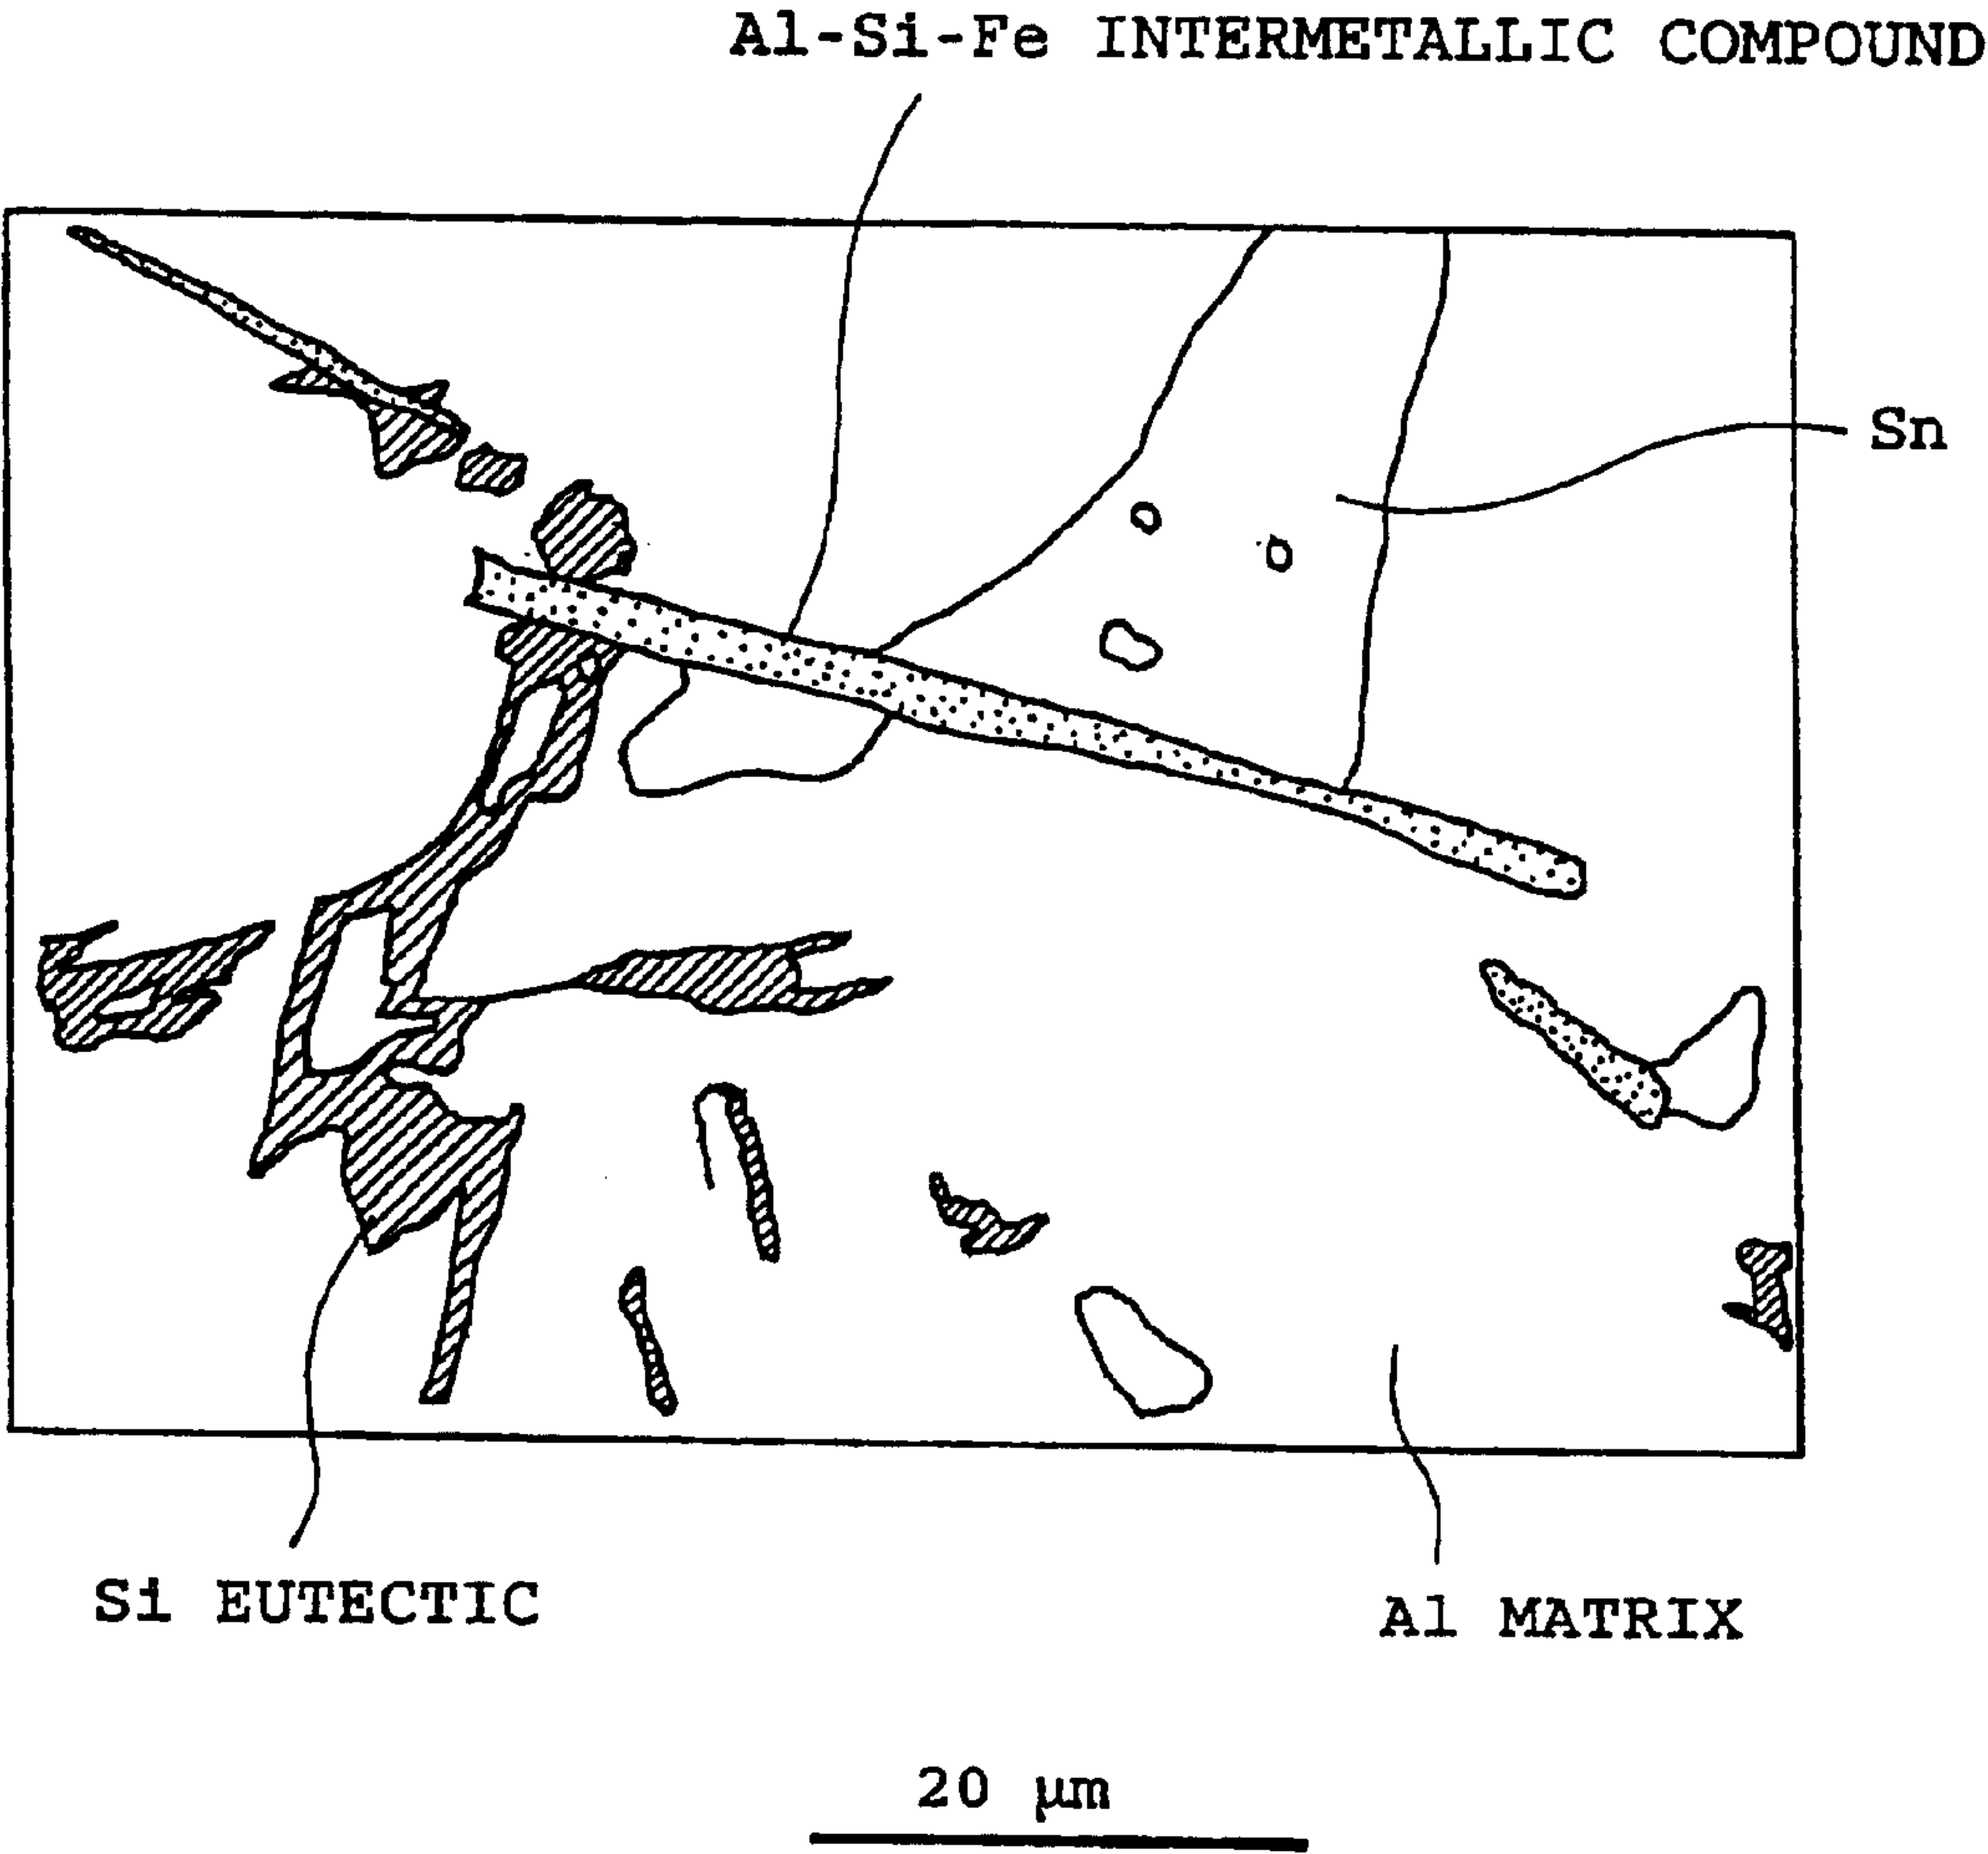 Al-Si-Fe INTERMETALLIC COMPOUND
Sn
Si EUTECTIC
Al MATRIX
20 μm